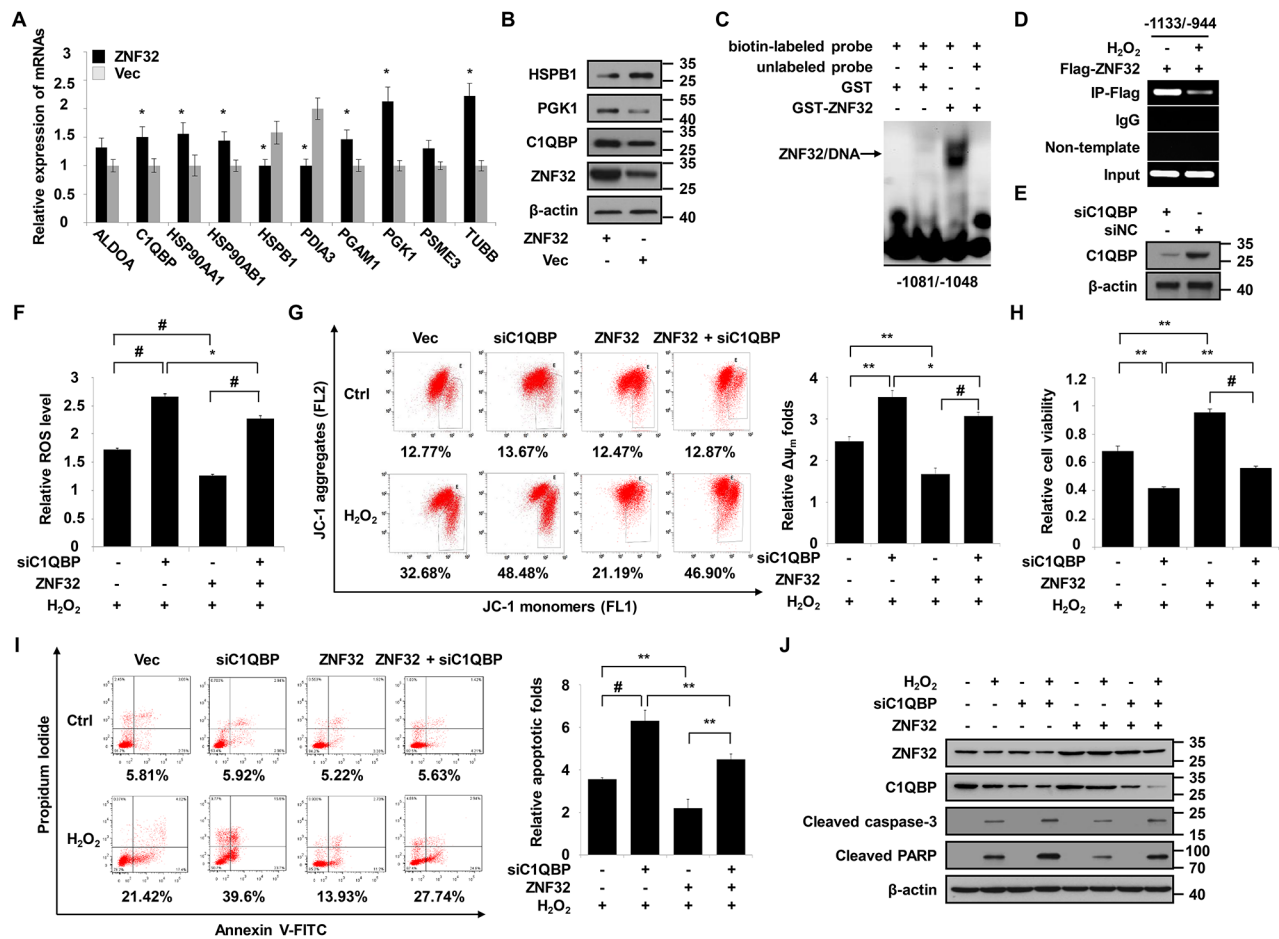 A
Relative expression of mRNAs
3
2.5
2
1.5
1
0.5
0
ZNF32
Vec
* * * * * * * *
ALDOA C1QBP HSP90AA1 HSP90AB1 HSPB1 PDIA3 PGAM1 PGK1 PSME3 TUBB
B
HSPB1 35 25
PGK1 55 40
C1QBP 35 25
ZNF32 35 25
β-actin 40
ZNF32 + -
Vec - +
C
biotin-labeled probe + + + +
unlabeled probe - + - +
GST + + - -
GST-ZNF32 - - + +
ZNF32/DNA
-1081/-1048
D
-1133/-944
H₂O₂ - +
Flag-ZNF32 + +
IP-Flag
IgG
Non-template
Input
E
siC1QBP + -
siNC - +
C1QBP 35 25
β-actin 40
F
Relative ROS level
3
2.5
2
1.5
1
0.5
0
#
# *
#
siC1QBP - + - +
ZNF32 - - + +
H₂O₂ + + + +
G
JC-1 aggregates (FL2)
Vec siC1QBP ZNF32 ZNF32 + siC1QBP
Ctrl
E E E E
12.77% 13.67% 12.47% 12.87%
H₂O₂
E E E E
32.68% 48.48% 21.19% 46.90%
JC-1 monomers (FL1)
Relative Δψm folds
4
3
2
1
0
**
** *
#
siC1QBP - + - +
ZNF32 - - + +
H₂O₂ + + + +
H
Relative cell viability
1.2
1
0.8
0.6
0.4
0.2
0
**
** **
#
siC1QBP - + - +
ZNF32 - - + +
H₂O₂ + + + +
I
Propidum Iodide
Vec siC1QBP ZNF32 ZNF32 + siC1QBP
Ctrl
5.81% 5.92% 5.22% 5.63%
H₂O₂
21.42% 39.6% 13.93% 27.74%
Annexin V-FITC
Relative apoptotic folds
8
6
4
2
0
**
# **
**
siC1QBP - + - +
ZNF32 - - + +
H₂O₂ + + + +
J
H₂O₂ - + - + - + - +
siC1QBP - - + + - - + +
ZNF32 - - - - + + + +
ZNF32 35 25
C1QBP 35 25
Cleaved caspase-3 25 15
Cleaved PARP 100 70
β-actin 40